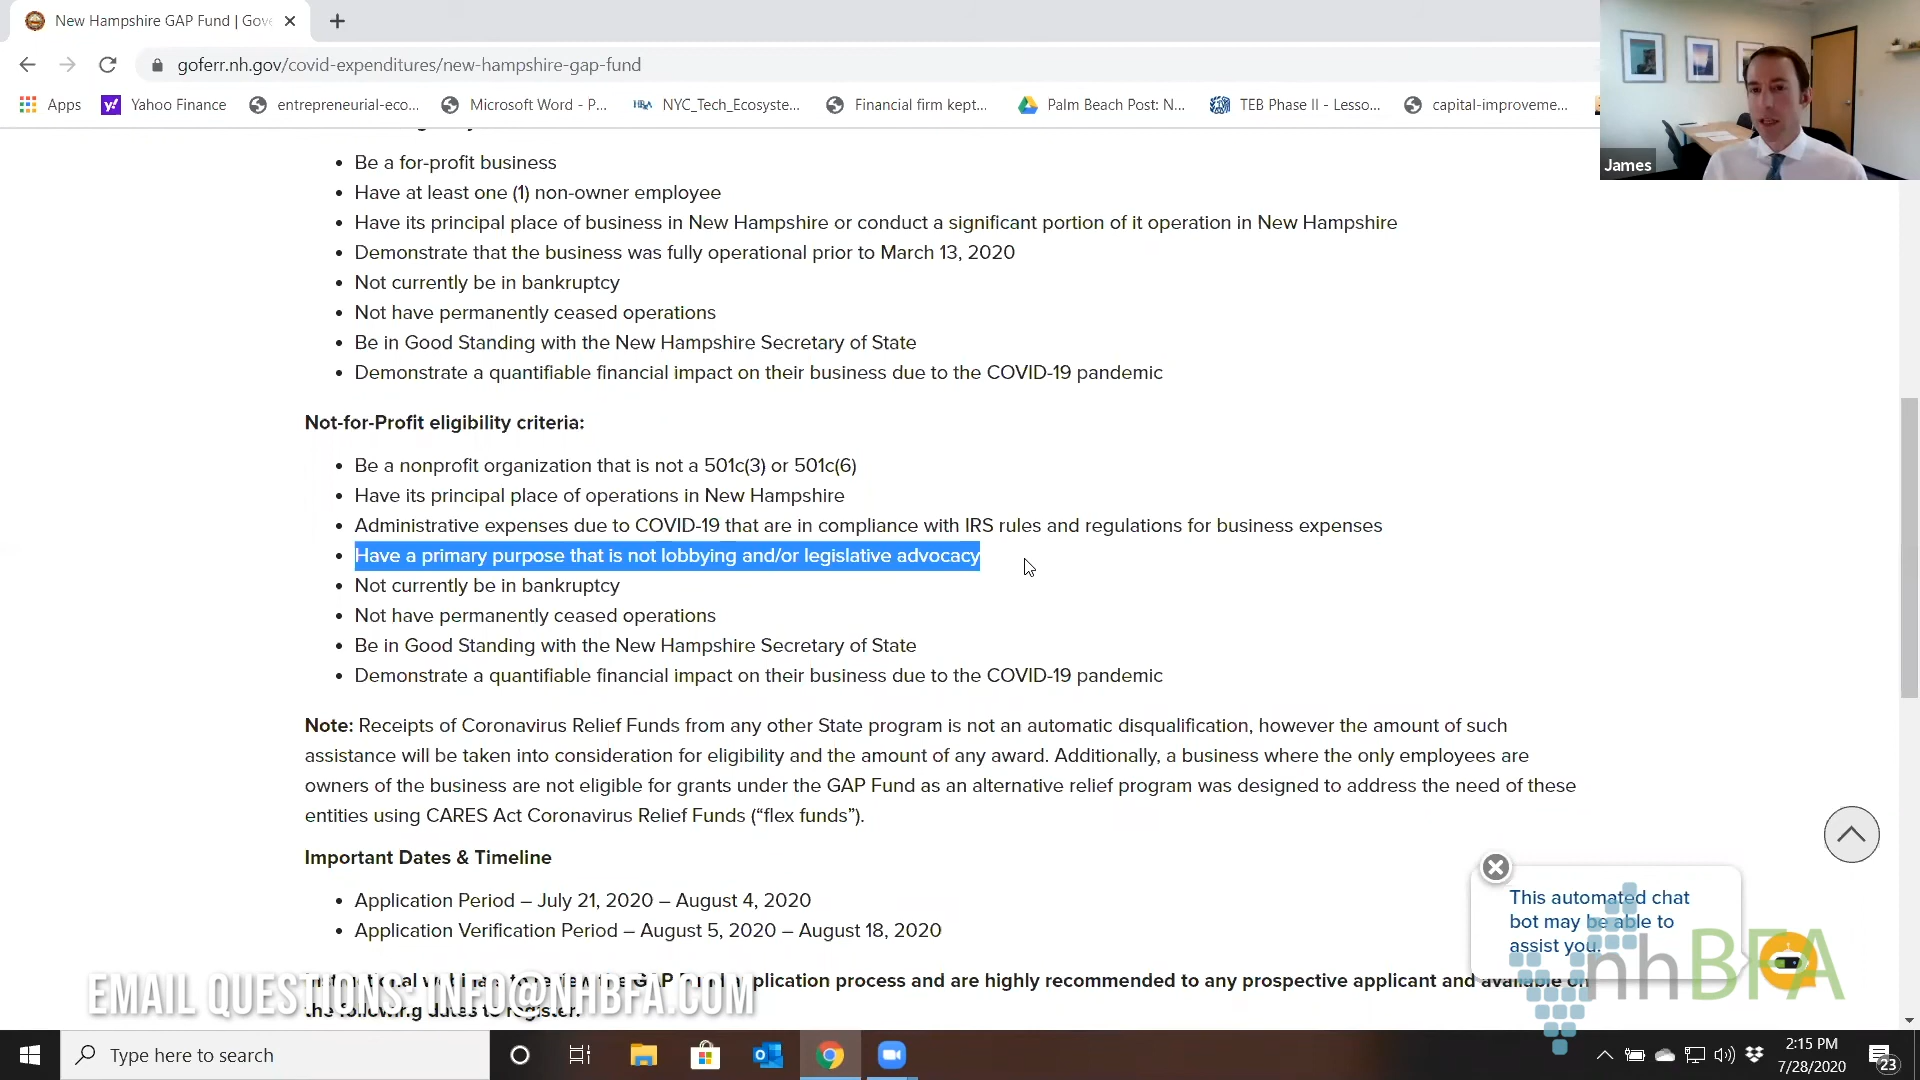 New Hampshire GAP Fund | Gove
goferr.nh.gov/covid-expenditures/new-hampshire-gap-fund
Apps Yahoo Finance entrepreneurial-eco... Microsoft Word - P... NYC_Tech_Ecosyste... Financial firm kept... Palm Beach Post: N... TEB Phase II - Lesso... capital-improveme...
James
Be a for-profit business
Have at least one (1) non-owner employee
Have its principal place of business in New Hampshire or conduct a significant portion of it operation in New Hampshire
Demonstrate that the business was fully operational prior to March 13, 2020
Not currently be in bankruptcy
Not have permanently ceased operations
Be in Good Standing with the New Hampshire Secretary of State
Demonstrate a quantifiable financial impact on their business due to the COVID-19 pandemic
Not-for-Profit eligibility criteria:
Be a nonprofit organization that is not a 501c(3) or 501c(6)
Have its principal place of operations in New Hampshire
Administrative expenses due to COVID-19 that are in compliance with IRS rules and regulations for business expenses
Have a primary purpose that is not lobbying and/or legislative advocacy
Not currently be in bankruptcy
Not have permanently ceased operations
Be in Good Standing with the New Hampshire Secretary of State
Demonstrate a quantifiable financial impact on their business due to the COVID-19 pandemic
Note: Receipts of Coronavirus Relief Funds from any other State program is not an automatic disqualification, however the amount of such
assistance will be taken into consideration for eligibility and the amount of any award. Additionally, a business where the only employees are
owners of the business are not eligible for grants under the GAP Fund as an alternative relief program was designed to address the need of these
entities using CARES Act Coronavirus Relief Funds (“flex funds”).
Important Dates & Timeline
Application Period – July 21, 2020 – August 4, 2020
Application Verification Period – August 5, 2020 – August 18, 2020
This automated chat
bot may be able to
assist you.
nhBFA
Instructional webinars to review the GAP Fund application process and are highly recommended to any prospective applicant and available on
the following dates to register.
EMAIL QUESTIONS: INFO@NHBFA.COM
Type here to search
2:15 PM
7/28/2020
23